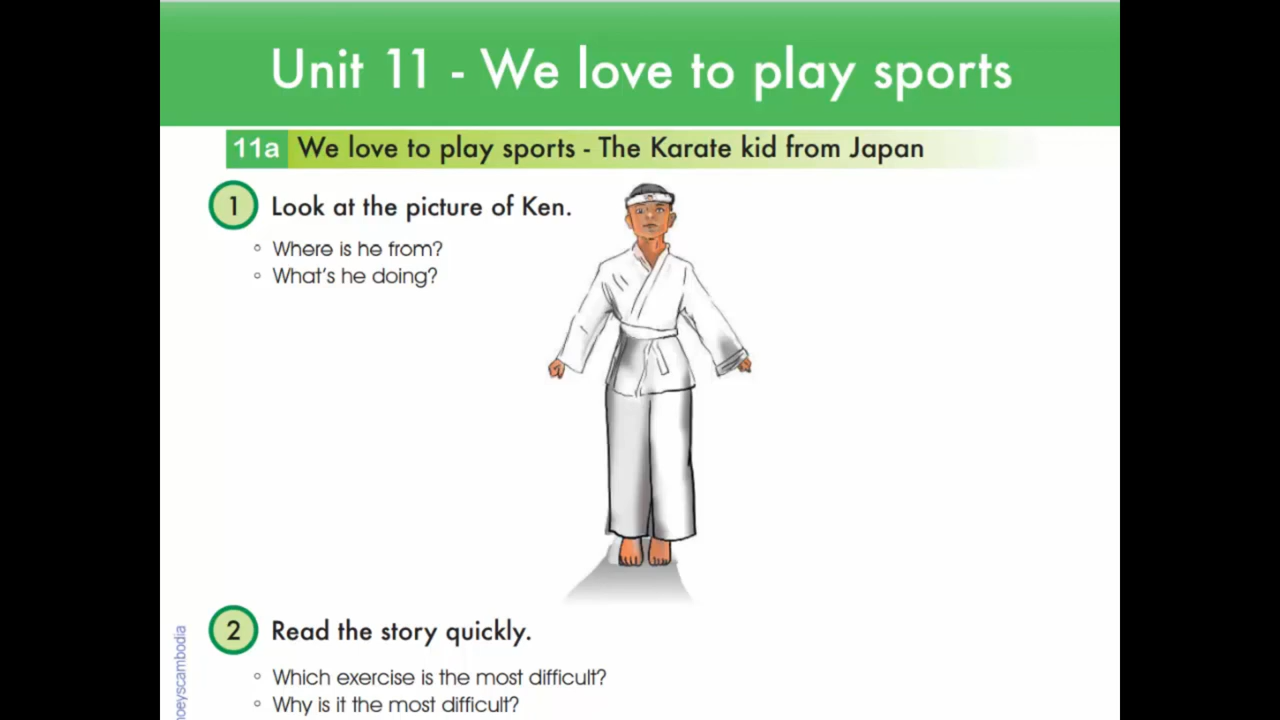 Unit 11 - We love to play sports
11a We love to play sports - The Karate kid from Japan
1 Look at the picture of Ken.
° Where is he from?
° What's he doing?
2 Read the story quickly.
° Which exercise is the most difficult?
° Why is it the most difficult?